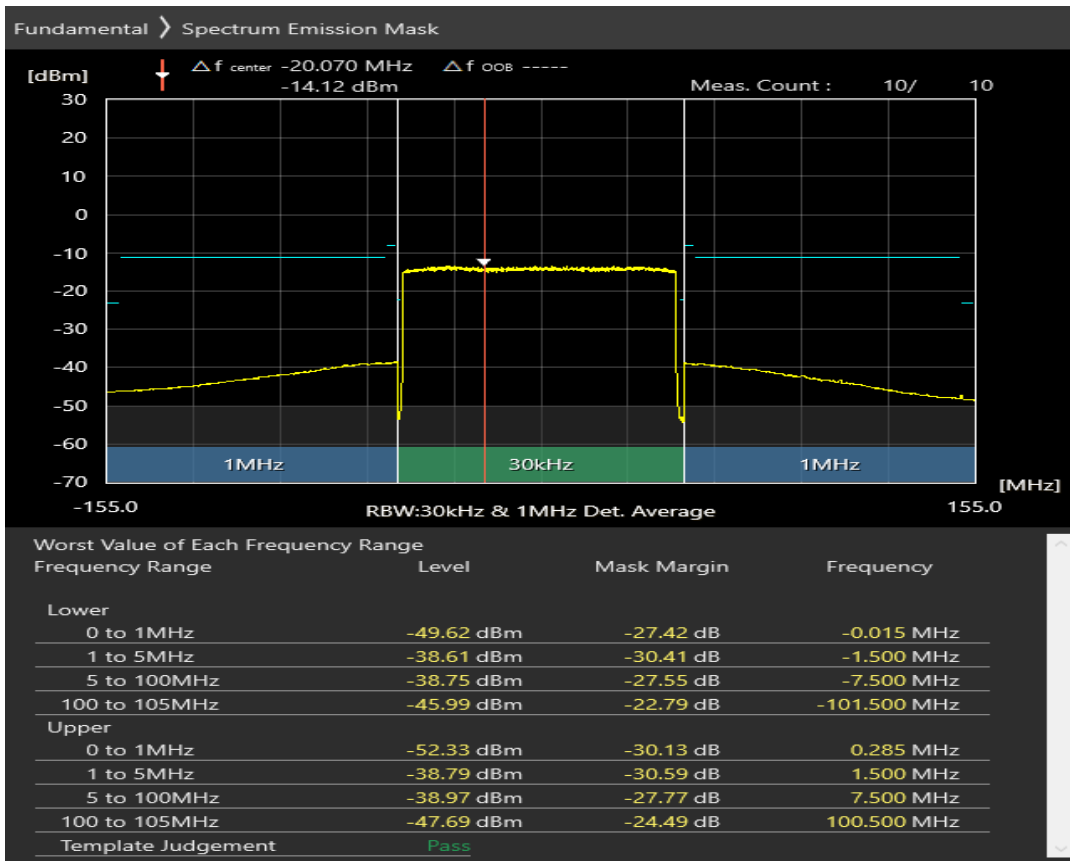 Fundamental ❯ Spectrum Emission Mask
[dBm] Δf center -20.070 MHz Δf OOB -----
-14.12 dBm Meas. Count : 10/ 10
30
20
10
0
-10
-20
-30
-40
-50
-60
1MHz 30kHz 1MHz
-70
[MHz]
-155.0 RBW:30kHz & 1MHz Det. Average 155.0
Worst Value of Each Frequency Range
Frequency Range Level Mask Margin Frequency
Lower
0 to 1MHz -49.62 dBm -27.42 dB -0.015 MHz
1 to 5MHz -38.61 dBm -30.41 dB -1.500 MHz
5 to 100MHz -38.75 dBm -27.55 dB -7.500 MHz
100 to 105MHz -45.99 dBm -22.79 dB -101.500 MHz
Upper
0 to 1MHz -52.33 dBm -30.13 dB 0.285 MHz
1 to 5MHz -38.79 dBm -30.59 dB 1.500 MHz
5 to 100MHz -38.97 dBm -27.77 dB 7.500 MHz
100 to 105MHz -47.69 dBm -24.49 dB 100.500 MHz
Template Judgement Pass